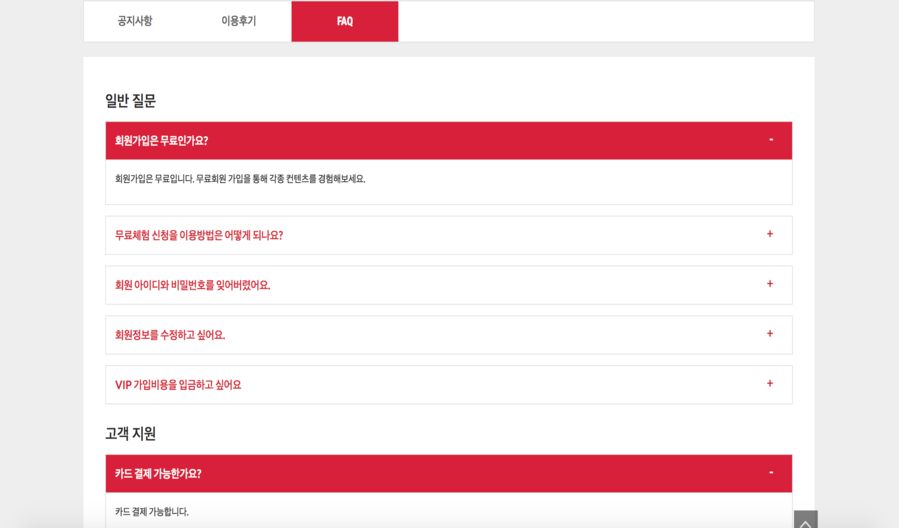 공지사항
이용후기
FAQ
일반 질문
회원가입은 무료인가요?
-
회원가입은 무료입니다. 무료회원 가입을 통해 각종 컨텐츠를 경험해보세요.
무료체험 신청을 이용방법은 어떻게 되나요?
+
회원 아이디와 비밀번호를 잊어버렸어요.
+
회원정보를 수정하고 싶어요.
+
VIP 가입비용을 입금하고 싶어요
+
고객 지원
카드 결제 가능한가요?
-
카드 결제 가능합니다.